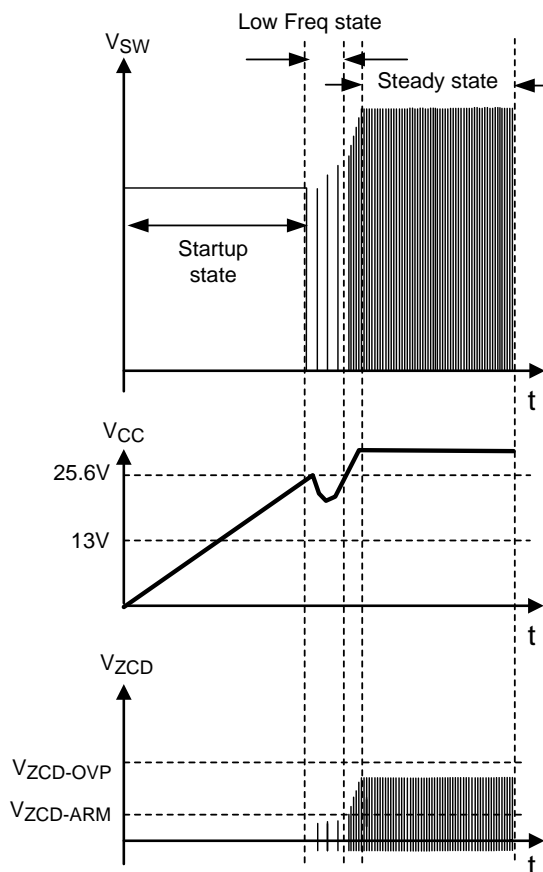 Low Freq state
VSW
Steady state
Startup
state
t
VCC
25.6V
13V
t
VZCD
VZCD-OVP
VZCD-ARM
t